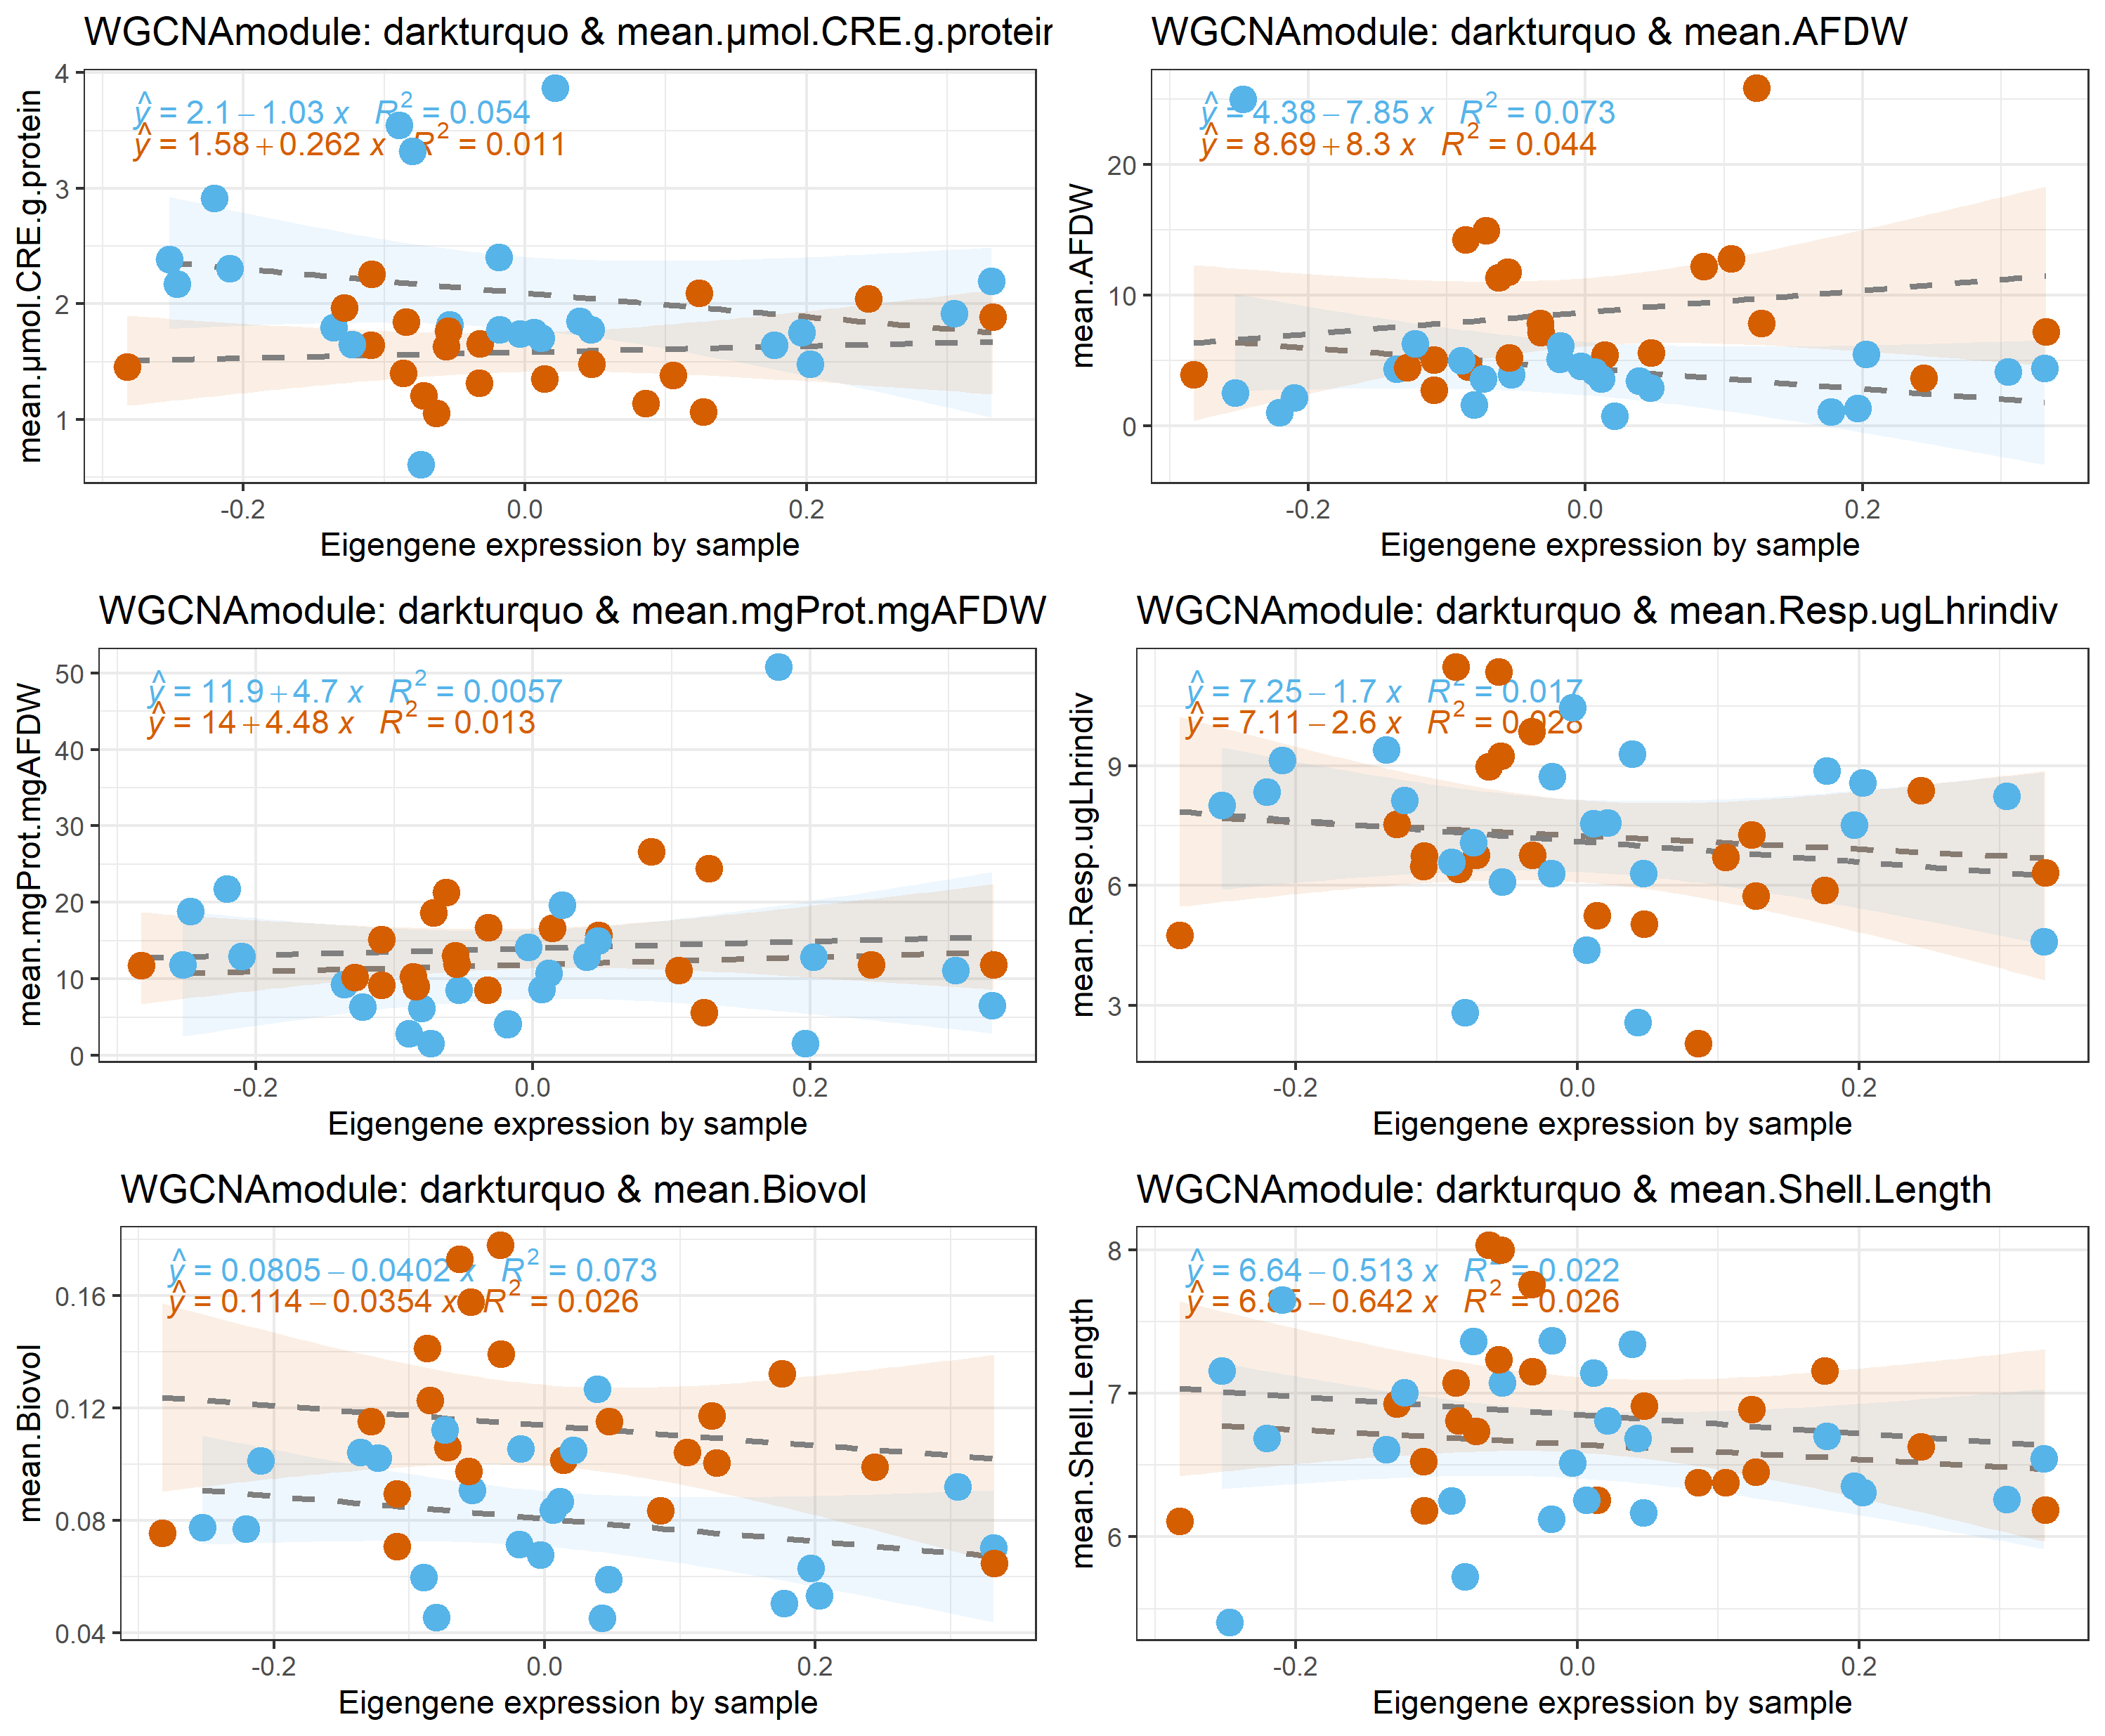 WGCNAmodule: darkturquo & mean.µmol.CRE.g.protein
ŷ = 2.1 − 1.03 x R² = 0.054
ŷ = 1.58 + 0.262 x R² = 0.011
mean.µmol.CRE.g.protein
4
3
2
1
-0.2 0.0 0.2
Eigengene expression by sample
WGCNAmodule: darkturquo & mean.AFDW
ŷ = 4.38 − 7.85 x R² = 0.073
ŷ = 8.69 + 8.3 x R² = 0.044
mean.AFDW
20
10
0
-0.2 0.0 0.2
Eigengene expression by sample
WGCNAmodule: darkturquo & mean.mgProt.mgAFDW
ŷ = 11.9 + 4.7 x R² = 0.0057
ŷ = 14 + 4.48 x R² = 0.013
mean.mgProt.mgAFDW
50
40
30
20
10
0
-0.2 0.0 0.2
Eigengene expression by sample
WGCNAmodule: darkturquo & mean.Resp.ugLhrindiv
ŷ = 7.25 − 1.7 x R² = 0.017
ŷ = 7.11 − 2.6 x R² = 0.028
mean.Resp.ugLhrindiv
9
6
3
-0.2 0.0 0.2
Eigengene expression by sample
WGCNAmodule: darkturquo & mean.Biovol
ŷ = 0.0805 − 0.0402 x R² = 0.073
ŷ = 0.114 − 0.0354 x R² = 0.026
mean.Biovol
0.16
0.12
0.08
0.04
-0.2 0.0 0.2
Eigengene expression by sample
WGCNAmodule: darkturquo & mean.Shell.Length
ŷ = 6.64 − 0.513 x R² = 0.022
ŷ = 6.85 − 0.642 x R² = 0.026
mean.Shell.Length
8
7
6
-0.2 0.0 0.2
Eigengene expression by sample